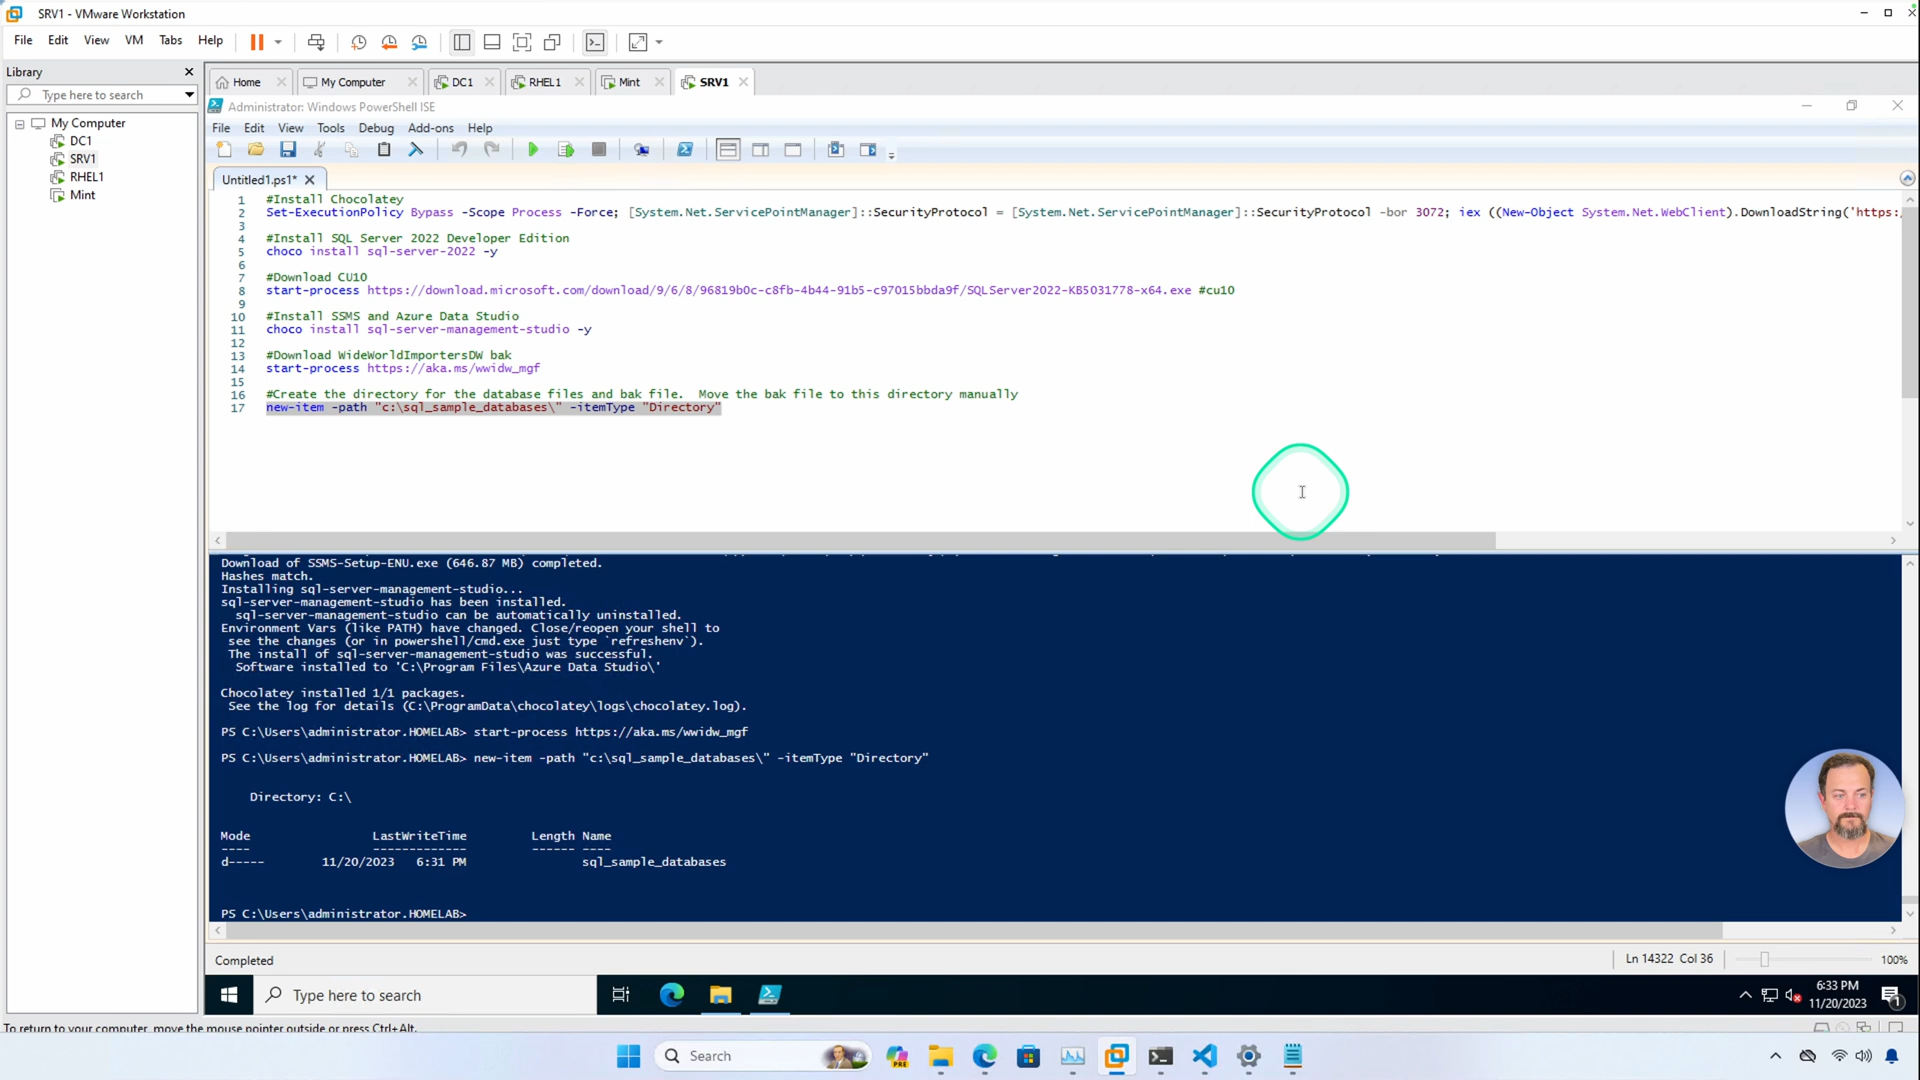 SRV1 - VMware Workstation
File Edit View VM Tabs Help
Library
Type here to search
My Computer
DC1
SRV1
RHEL1
Mint
Home My Computer DC1 RHEL1 Mint SRV1
Administrator: Windows PowerShell ISE
File Edit View Tools Debug Add-ons Help
Untitled1.ps1*
1 #Install Chocolatey
2 Set-ExecutionPolicy Bypass -Scope Process -Force; [System.Net.ServicePointManager]::SecurityProtocol = [System.Net.ServicePointManager]::SecurityProtocol -bor 3072; iex ((New-Object System.Net.WebClient).DownloadString('https:/
3
4 #Install SQL Server 2022 Developer Edition
5 choco install sql-server-2022 -y
6
7 #Download CU10
8 start-process https://download.microsoft.com/download/9/6/8/96819b0c-c8fb-4b44-91b5-c97015bbda9f/SQLServer2022-KB5031778-x64.exe #cu10
9
10 #Install SSMS and Azure Data Studio
11 choco install sql-server-management-studio -y
12
13 #Download WideWorldImportersDW bak
14 start-process https://aka.ms/wwidw_mgf
15
16 #Create the directory for the database files and bak file.  Move the bak file to this directory manually
17 new-item -path "c:\sql_sample_databases\" -itemType "Directory"
Download of SSMS-Setup-ENU.exe (646.87 MB) completed.
Hashes match.
Installing sql-server-management-studio...
sql-server-management-studio has been installed.
sql-server-management-studio can be automatically uninstalled.
Environment Vars (like PATH) have changed. Close/reopen your shell to
see the changes (or in powershell/cmd.exe just type `refreshenv`).
The install of sql-server-management-studio was successful.
Software installed to 'C:\Program Files\Azure Data Studio\'
Chocolatey installed 1/1 packages.
See the log for details (C:\ProgramData\chocolatey\logs\chocolatey.log).
PS C:\Users\administrator.HOMELAB> start-process https://aka.ms/wwidw_mgf
PS C:\Users\administrator.HOMELAB> new-item -path "c:\sql_sample_databases\" -itemType "Directory"
Directory: C:\
Mode LastWriteTime Length Name
---- ------------- ------ ----
d----- 11/20/2023 6:31 PM sql_sample_databases
PS C:\Users\administrator.HOMELAB>
Completed
Ln 14322 Col 36
100%
Type here to search
6:33 PM
11/20/2023
1
To return to your computer, move the mouse pointer outside or press Ctrl+Alt.
Search
PRE